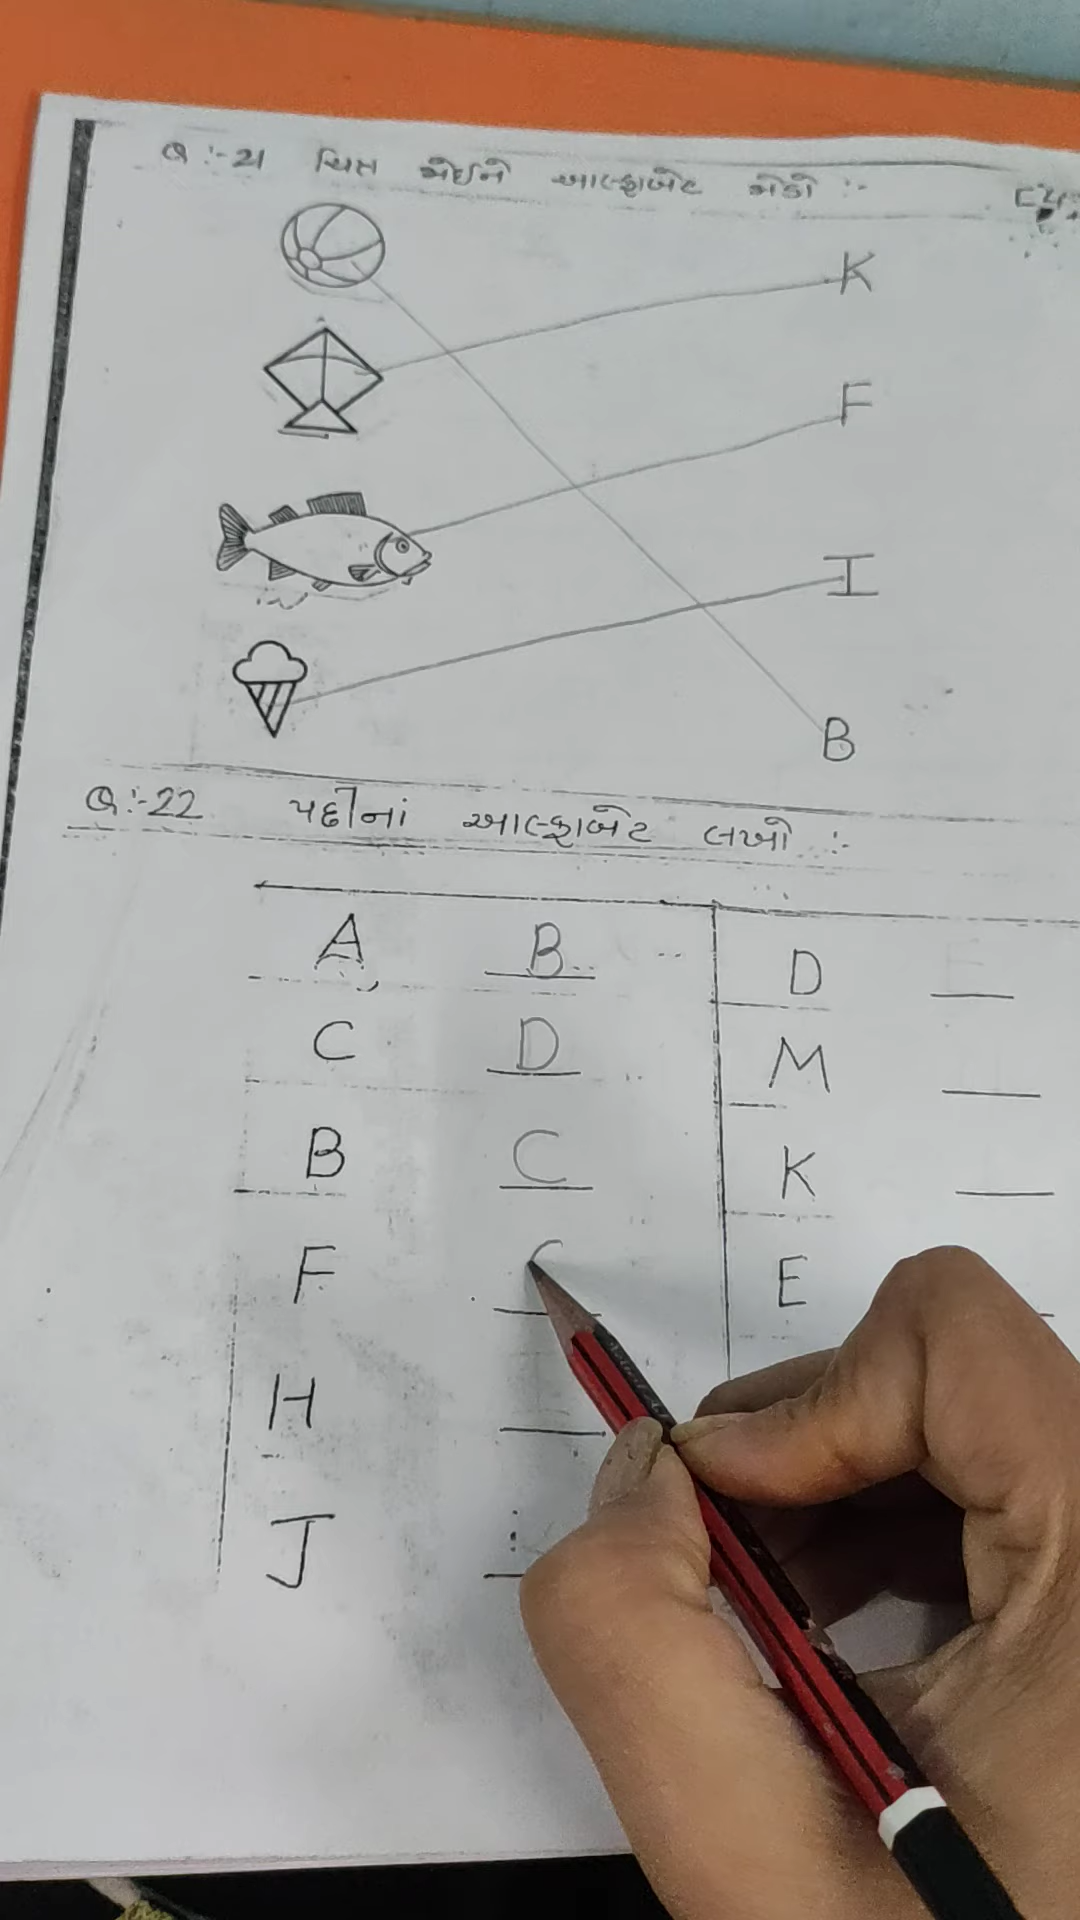 Q :- 21 ચિત્ર જોઈને આલ્ફાબેટ જોડો :-
K
F
I
B
Q :- 22 પછીનાં આલ્ફાબેટ લખો :-
A B D
C D M
B C K
F E
H
J